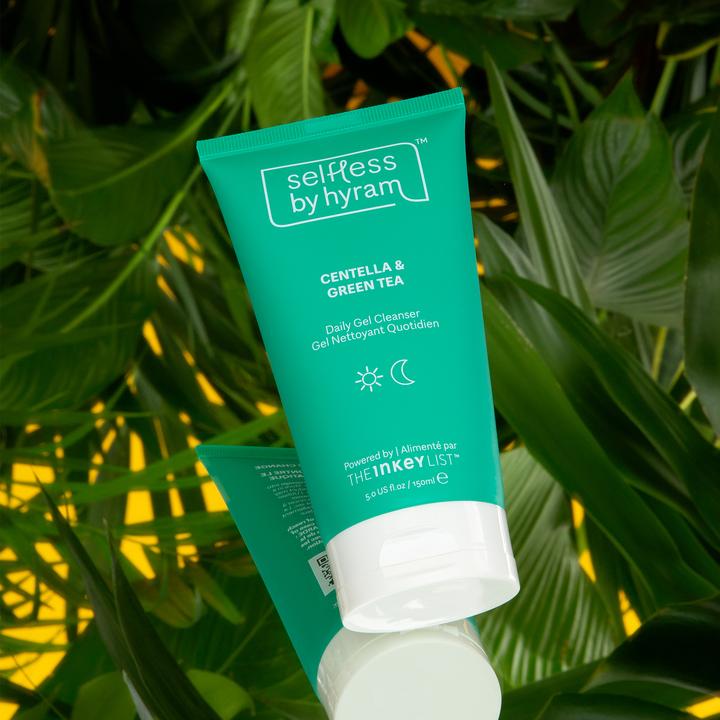 selfless
by hyram™
CENTELLA &
GREEN TEA
Daily Gel Cleanser
Gel Nettoyant Quotidien
Powered by | Alimenté par
THE INKEY LIST™
5.0 US fl.oz / 150ml ℮